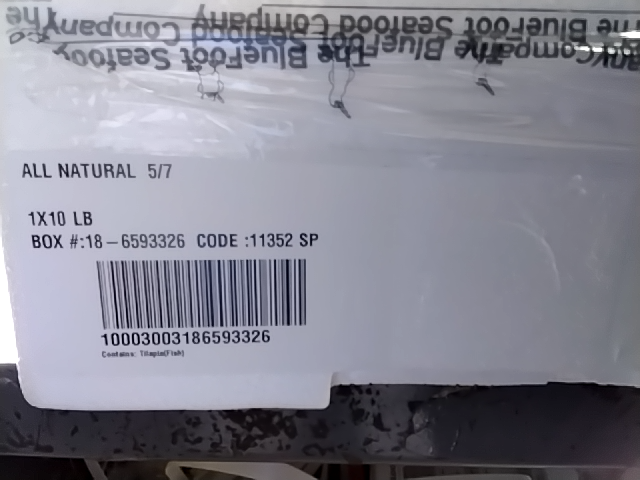 The BlueFoot Seafood Company
The BlueFoot Seafood Company
ALL NATURAL 5/7
1X10 LB
BOX #:18-6593326 CODE :11352 SP
10003003186593326
Contains: Tilapia(Fish)